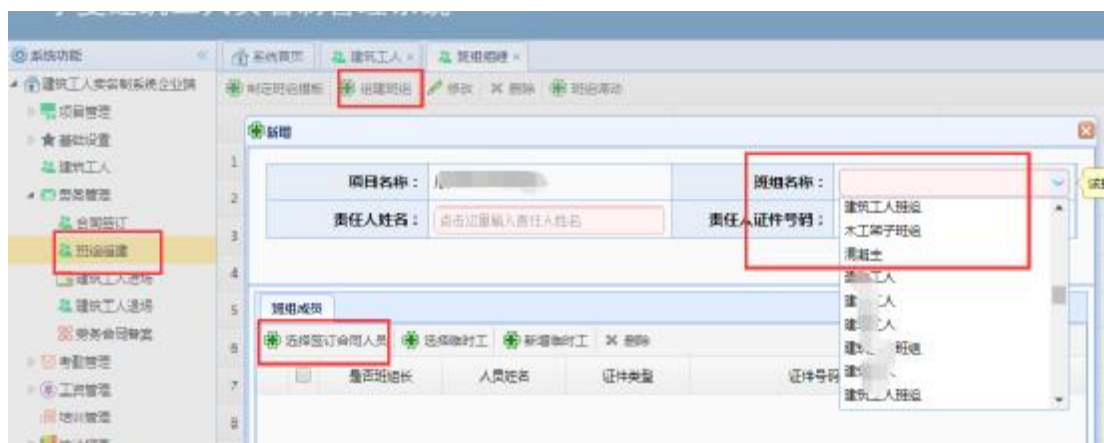 系统功能
系统首页
建筑工人
班组组建
建筑工人实名制系统企业端
制定班组模板
组建班组
修改
删除
班组流动
项目管理
新增
基础设置
建筑工人
1
项目名称：
班组名称：
劳务管理
2
建筑工人班组
合同签订
责任人姓名：
点击这里输入责任人姓名
责任人证件号码：
木工架子班组
3
混凝土
班组组建
建筑工人进场
4
建筑工人退场
5
班组成员
劳务合同备案
6
选择签订合同人员
选择临时工
新增临时工
删除
考勤管理
7
是否班组长
人员姓名
证件类型
证件号码
建筑
人班组
工资管理
培训管理
8